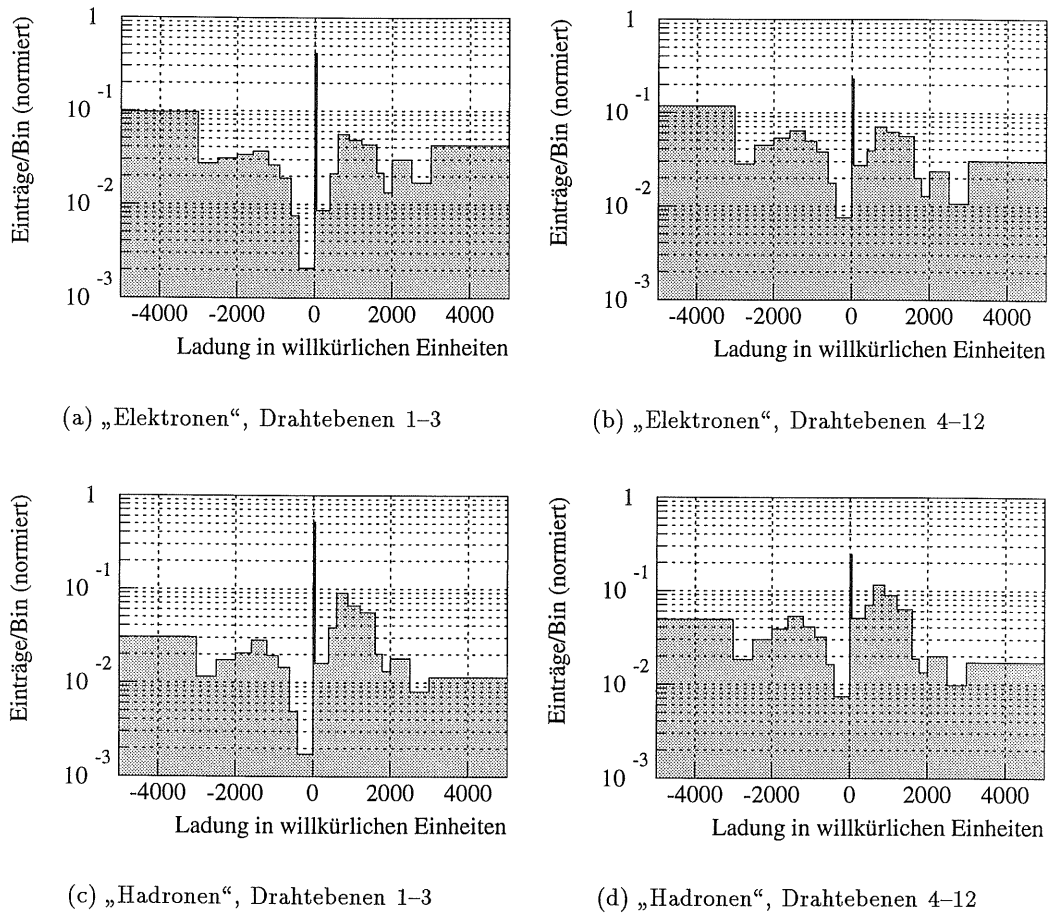 1
10 -1
10 -2
10 -3
Einträge/Bin (normiert)
-4000 -2000 0 2000 4000
Ladung in willkürlichen Einheiten
(a) „Elektronen“, Drahtebenen 1–3
1
10 -1
10 -2
10 -3
Einträge/Bin (normiert)
-4000 -2000 0 2000 4000
Ladung in willkürlichen Einheiten
(b) „Elektronen“, Drahtebenen 4–12
1
10 -1
10 -2
10 -3
Einträge/Bin (normiert)
-4000 -2000 0 2000 4000
Ladung in willkürlichen Einheiten
(c) „Hadronen“, Drahtebenen 1–3
1
10 -1
10 -2
10 -3
Einträge/Bin (normiert)
-4000 -2000 0 2000 4000
Ladung in willkürlichen Einheiten
(d) „Hadronen“, Drahtebenen 4–12